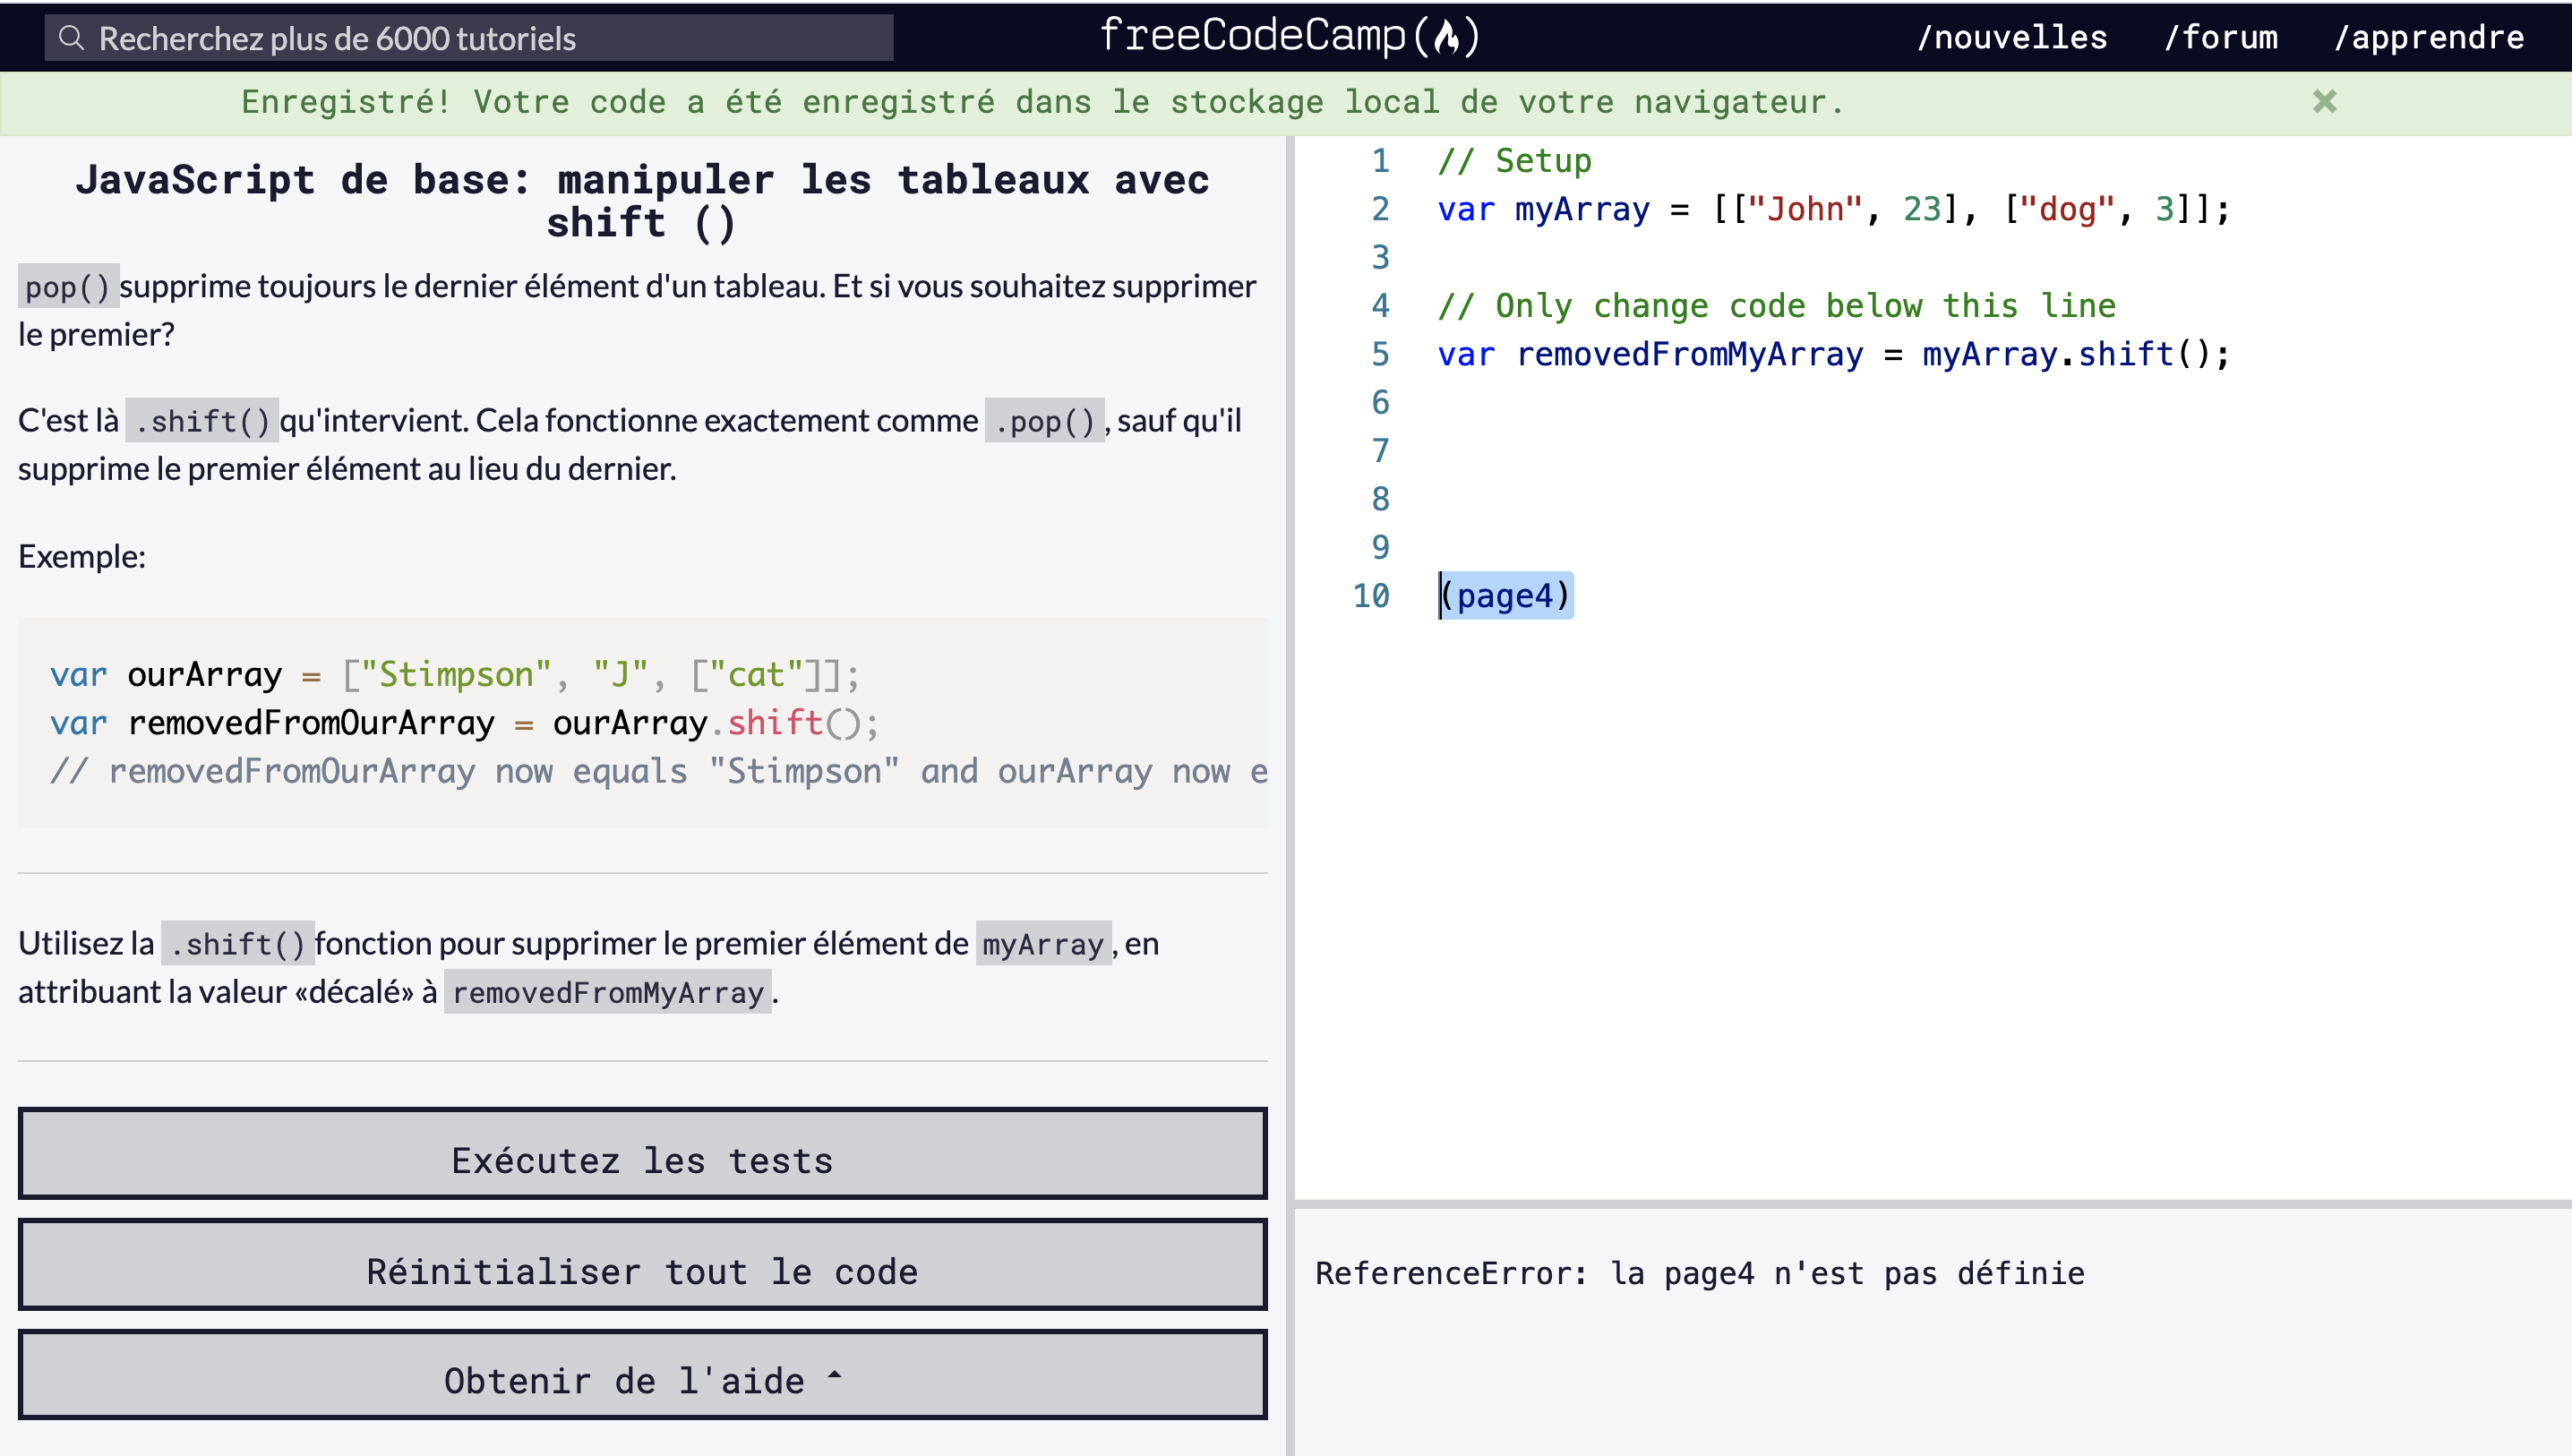 Recherchez plus de 6000 tutoriels
freeCodeCamp
/nouvelles /forum /apprendre
Enregistré! Votre code a été enregistré dans le stockage local de votre navigateur. ×
JavaScript de base: manipuler les tableaux avec
shift ()
pop() supprime toujours le dernier élément d'un tableau. Et si vous souhaitez supprimer
le premier?
C'est là .shift() qu'intervient. Cela fonctionne exactement comme .pop(), sauf qu'il
supprime le premier élément au lieu du dernier.
Exemple:
var ourArray = ["Stimpson", "J", ["cat"]];
var removedFromOurArray = ourArray.shift();
// removedFromOurArray now equals "Stimpson" and ourArray now e
Utilisez la .shift() fonction pour supprimer le premier élément de myArray, en
attribuant la valeur «décalé» à removedFromMyArray.
Exécutez les tests
Réinitialiser tout le code
Obtenir de l'aide
1 // Setup
2 var myArray = [["John", 23], ["dog", 3]];
3
4 // Only change code below this line
5 var removedFromMyArray = myArray.shift();
6
7
8
9
10 (page4)
ReferenceError: la page4 n'est pas définie